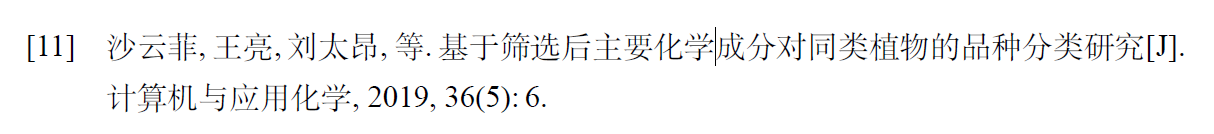 [11] 沙云菲, 王亮, 刘太昂, 等. 基于筛选后主要化学成分对同类植物的品种分类研究[J].
计算机与应用化学, 2019, 36(5): 6.